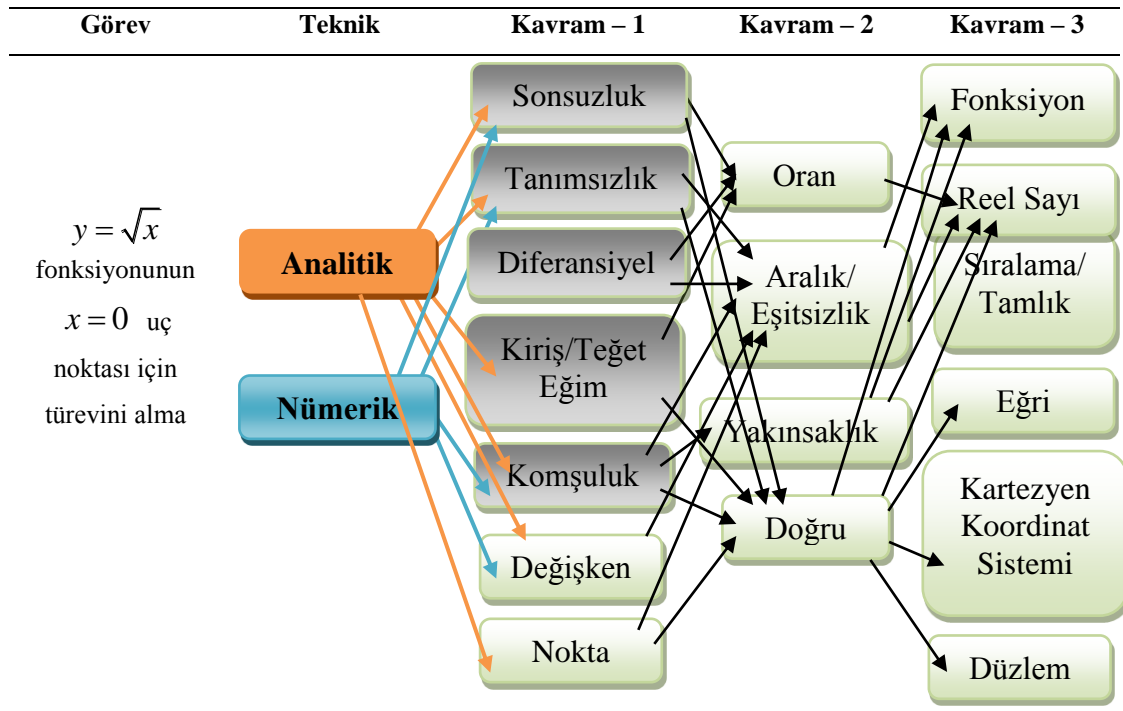 Görev Teknik Kavram – 1 Kavram – 2 Kavram – 3
y = √x
fonksiyonunun
x = 0 uç
noktası için
türevini alma
Analitik
Nümerik
Sonsuzluk
Tanımsızlık
Diferansiyel
Kiriş/Teğet
Eğim
Komşuluk
Değişken
Nokta
Oran
Aralık/
Eşitsizlik
Yakınsaklık
Doğru
Fonksiyon
Reel Sayı
Sıralama/
Tamlık
Eğri
Kartezyen
Koordinat
Sistemi
Düzlem